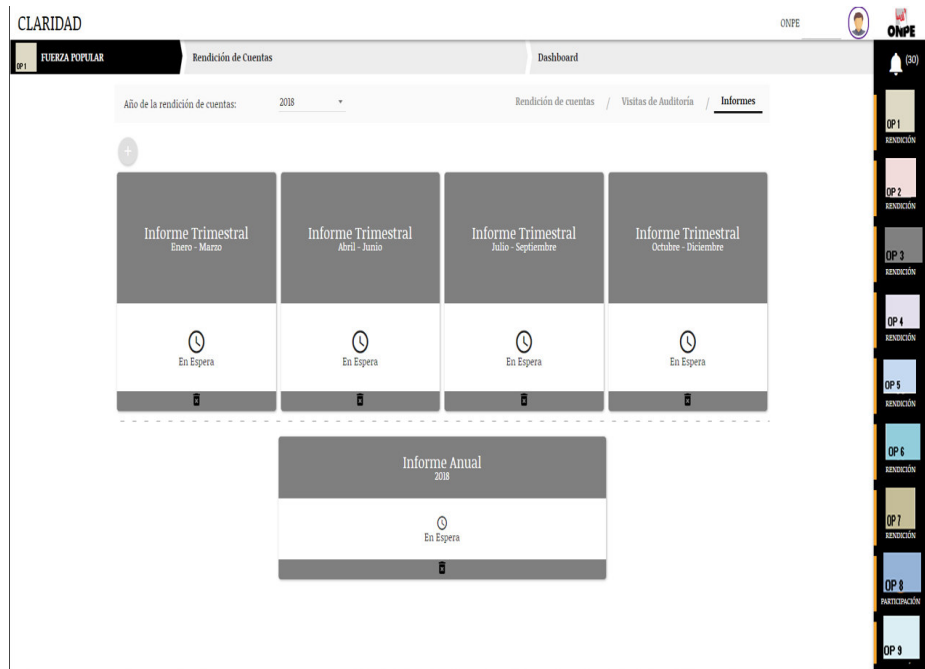 CLARIDAD
ONPE
ONPE
OP 1
FUERZA POPULAR
Rendición de Cuentas
Dashboard
(30)
Año de la rendición de cuentas:
2018
Rendición de cuentas / Visitas de Auditoría / Informes
+
Informe Trimestral
Enero - Marzo
En Espera
Informe Trimestral
Abril - Junio
En Espera
Informe Trimestral
Julio - Septiembre
En Espera
Informe Trimestral
Octubre - Diciembre
En Espera
Informe Anual
2018
En Espera
OP 1
RENDICIÓN
OP 2
RENDICIÓN
OP 3
RENDICIÓN
OP 4
RENDICIÓN
OP 5
RENDICIÓN
OP 6
RENDICIÓN
OP 7
RENDICIÓN
OP 8
PARTICIPACIÓN
OP 9